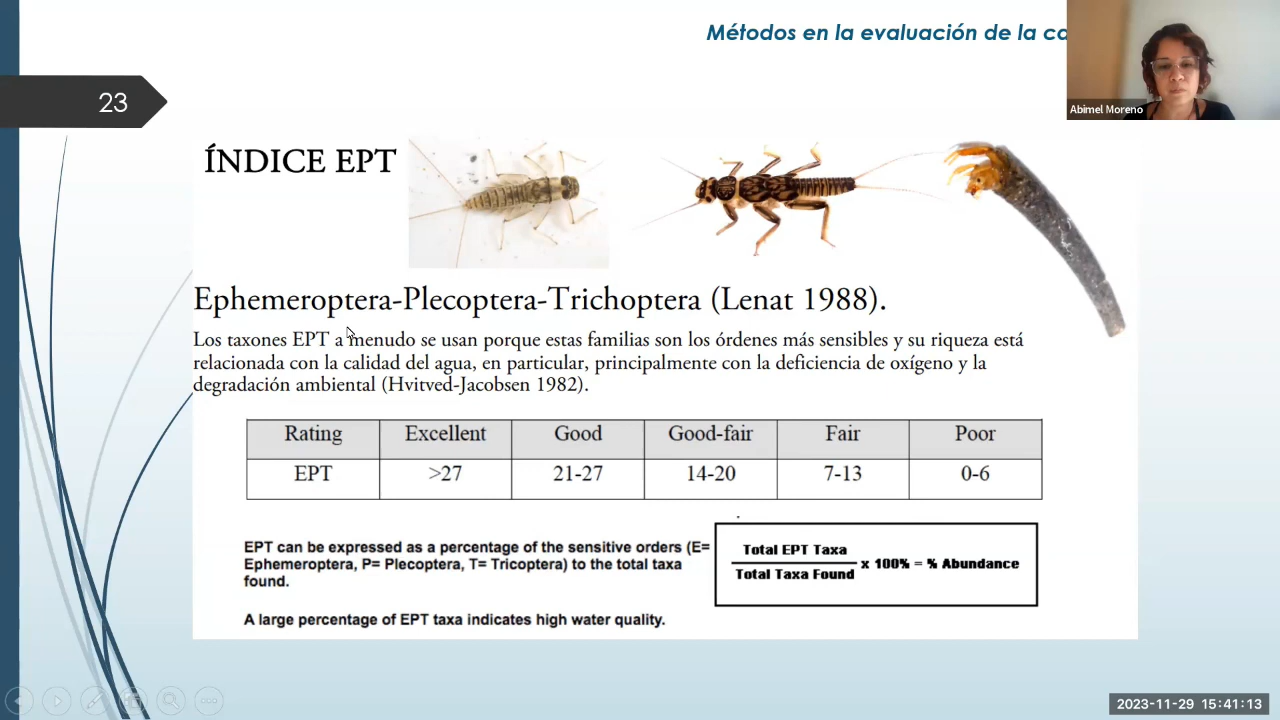 Métodos en la evaluación de la
Abimel Moreno
23
ÍNDICE EPT
Ephemeroptera-Plecoptera-Trichoptera (Lenat 1988).
Los taxones EPT a menudo se usan porque estas familias son los órdenes más sensibles y su riqueza está
relacionada con la calidad del agua, en particular, principalmente con la deficiencia de oxígeno y la
degradación ambiental (Hvitved-Jacobsen 1982).
Rating Excellent Good Good-fair Fair Poor
EPT >27 21-27 14-20 7-13 0-6
EPT can be expressed as a percentage of the sensitive orders (E=
Ephemeroptera, P= Plecoptera, T= Tricoptera) to the total taxa
found.
A large percentage of EPT taxa indicates high water quality.
Total EPT Taxa
Total Taxa Found x 100% = % Abundance
2023-11-29 15:41:13